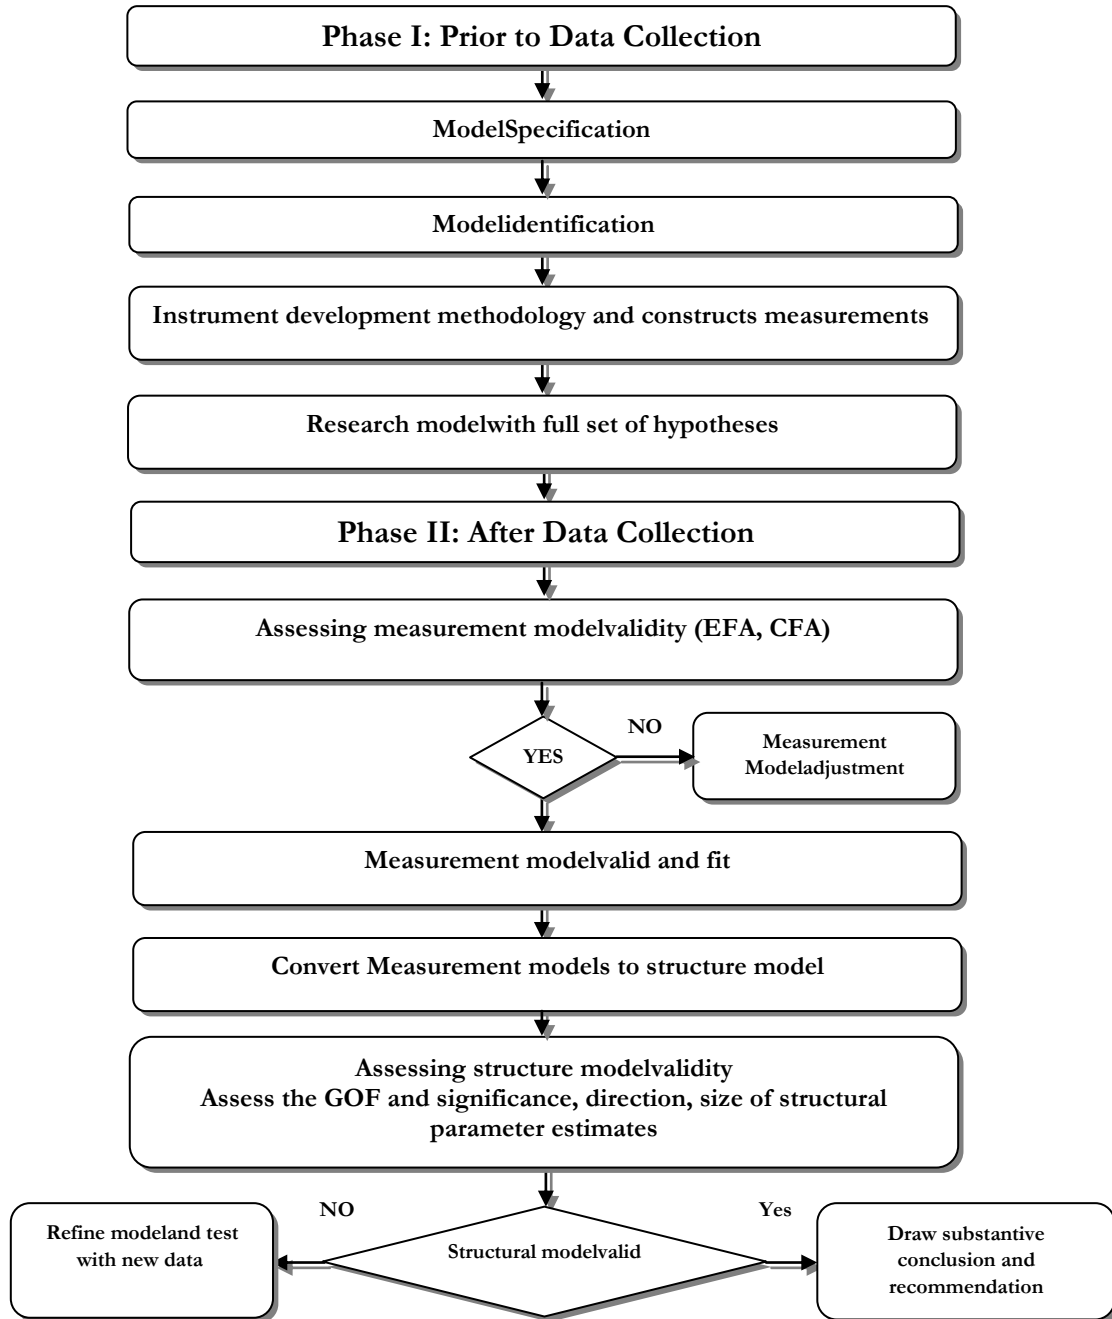 Phase I: Prior to Data Collection
ModelSpecification
Modelidentification
Instrument development methodology and constructs measurements
Research modelwith full set of hypotheses
Phase II: After Data Collection
Assessing measurement modelvalidity (EFA, CFA)
YES
NO
Measurement
Modeladjustment
Measurement modelvalid and fit
Convert Measurement models to structure model
Assessing structure modelvalidity
Assess the GOF and significance, direction, size of structural
parameter estimates
NO
Yes
Refine modeland test
with new data
Structural modelvalid
Draw substantive
conclusion and
recommendation